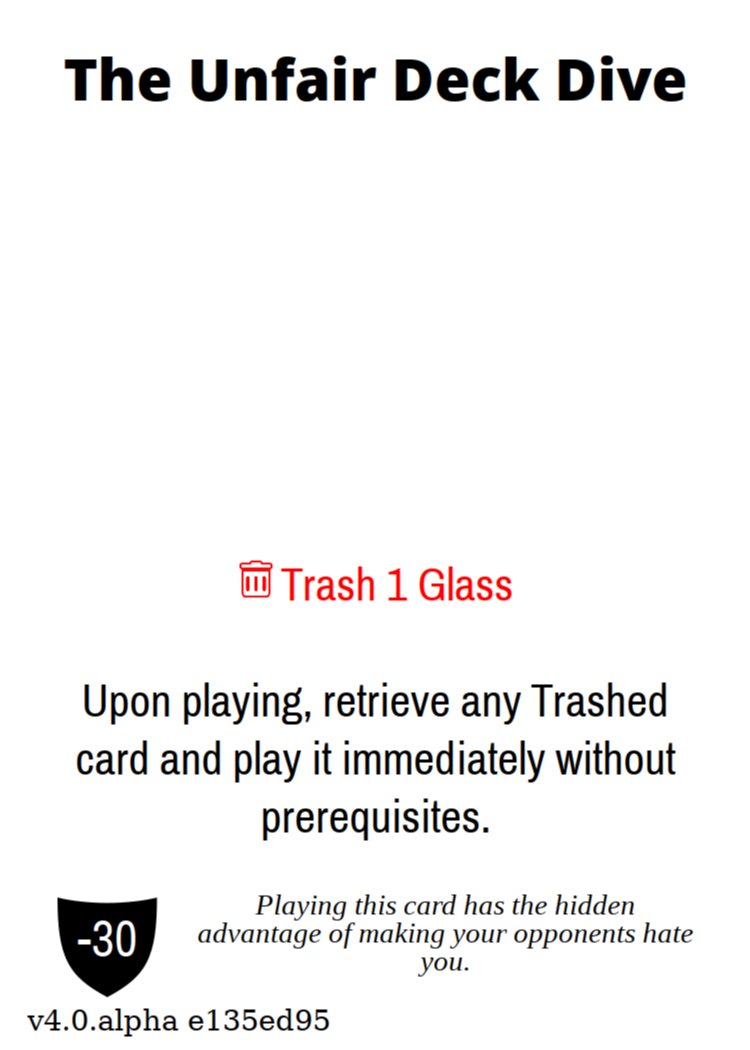 The Unfair Deck Dive
Trash 1 Glass
Upon playing, retrieve any Trashed
card and play it immediately without
prerequisites.
-30
Playing this card has the hidden
advantage of making your opponents hate
you.
v4.0.alpha e135ed95